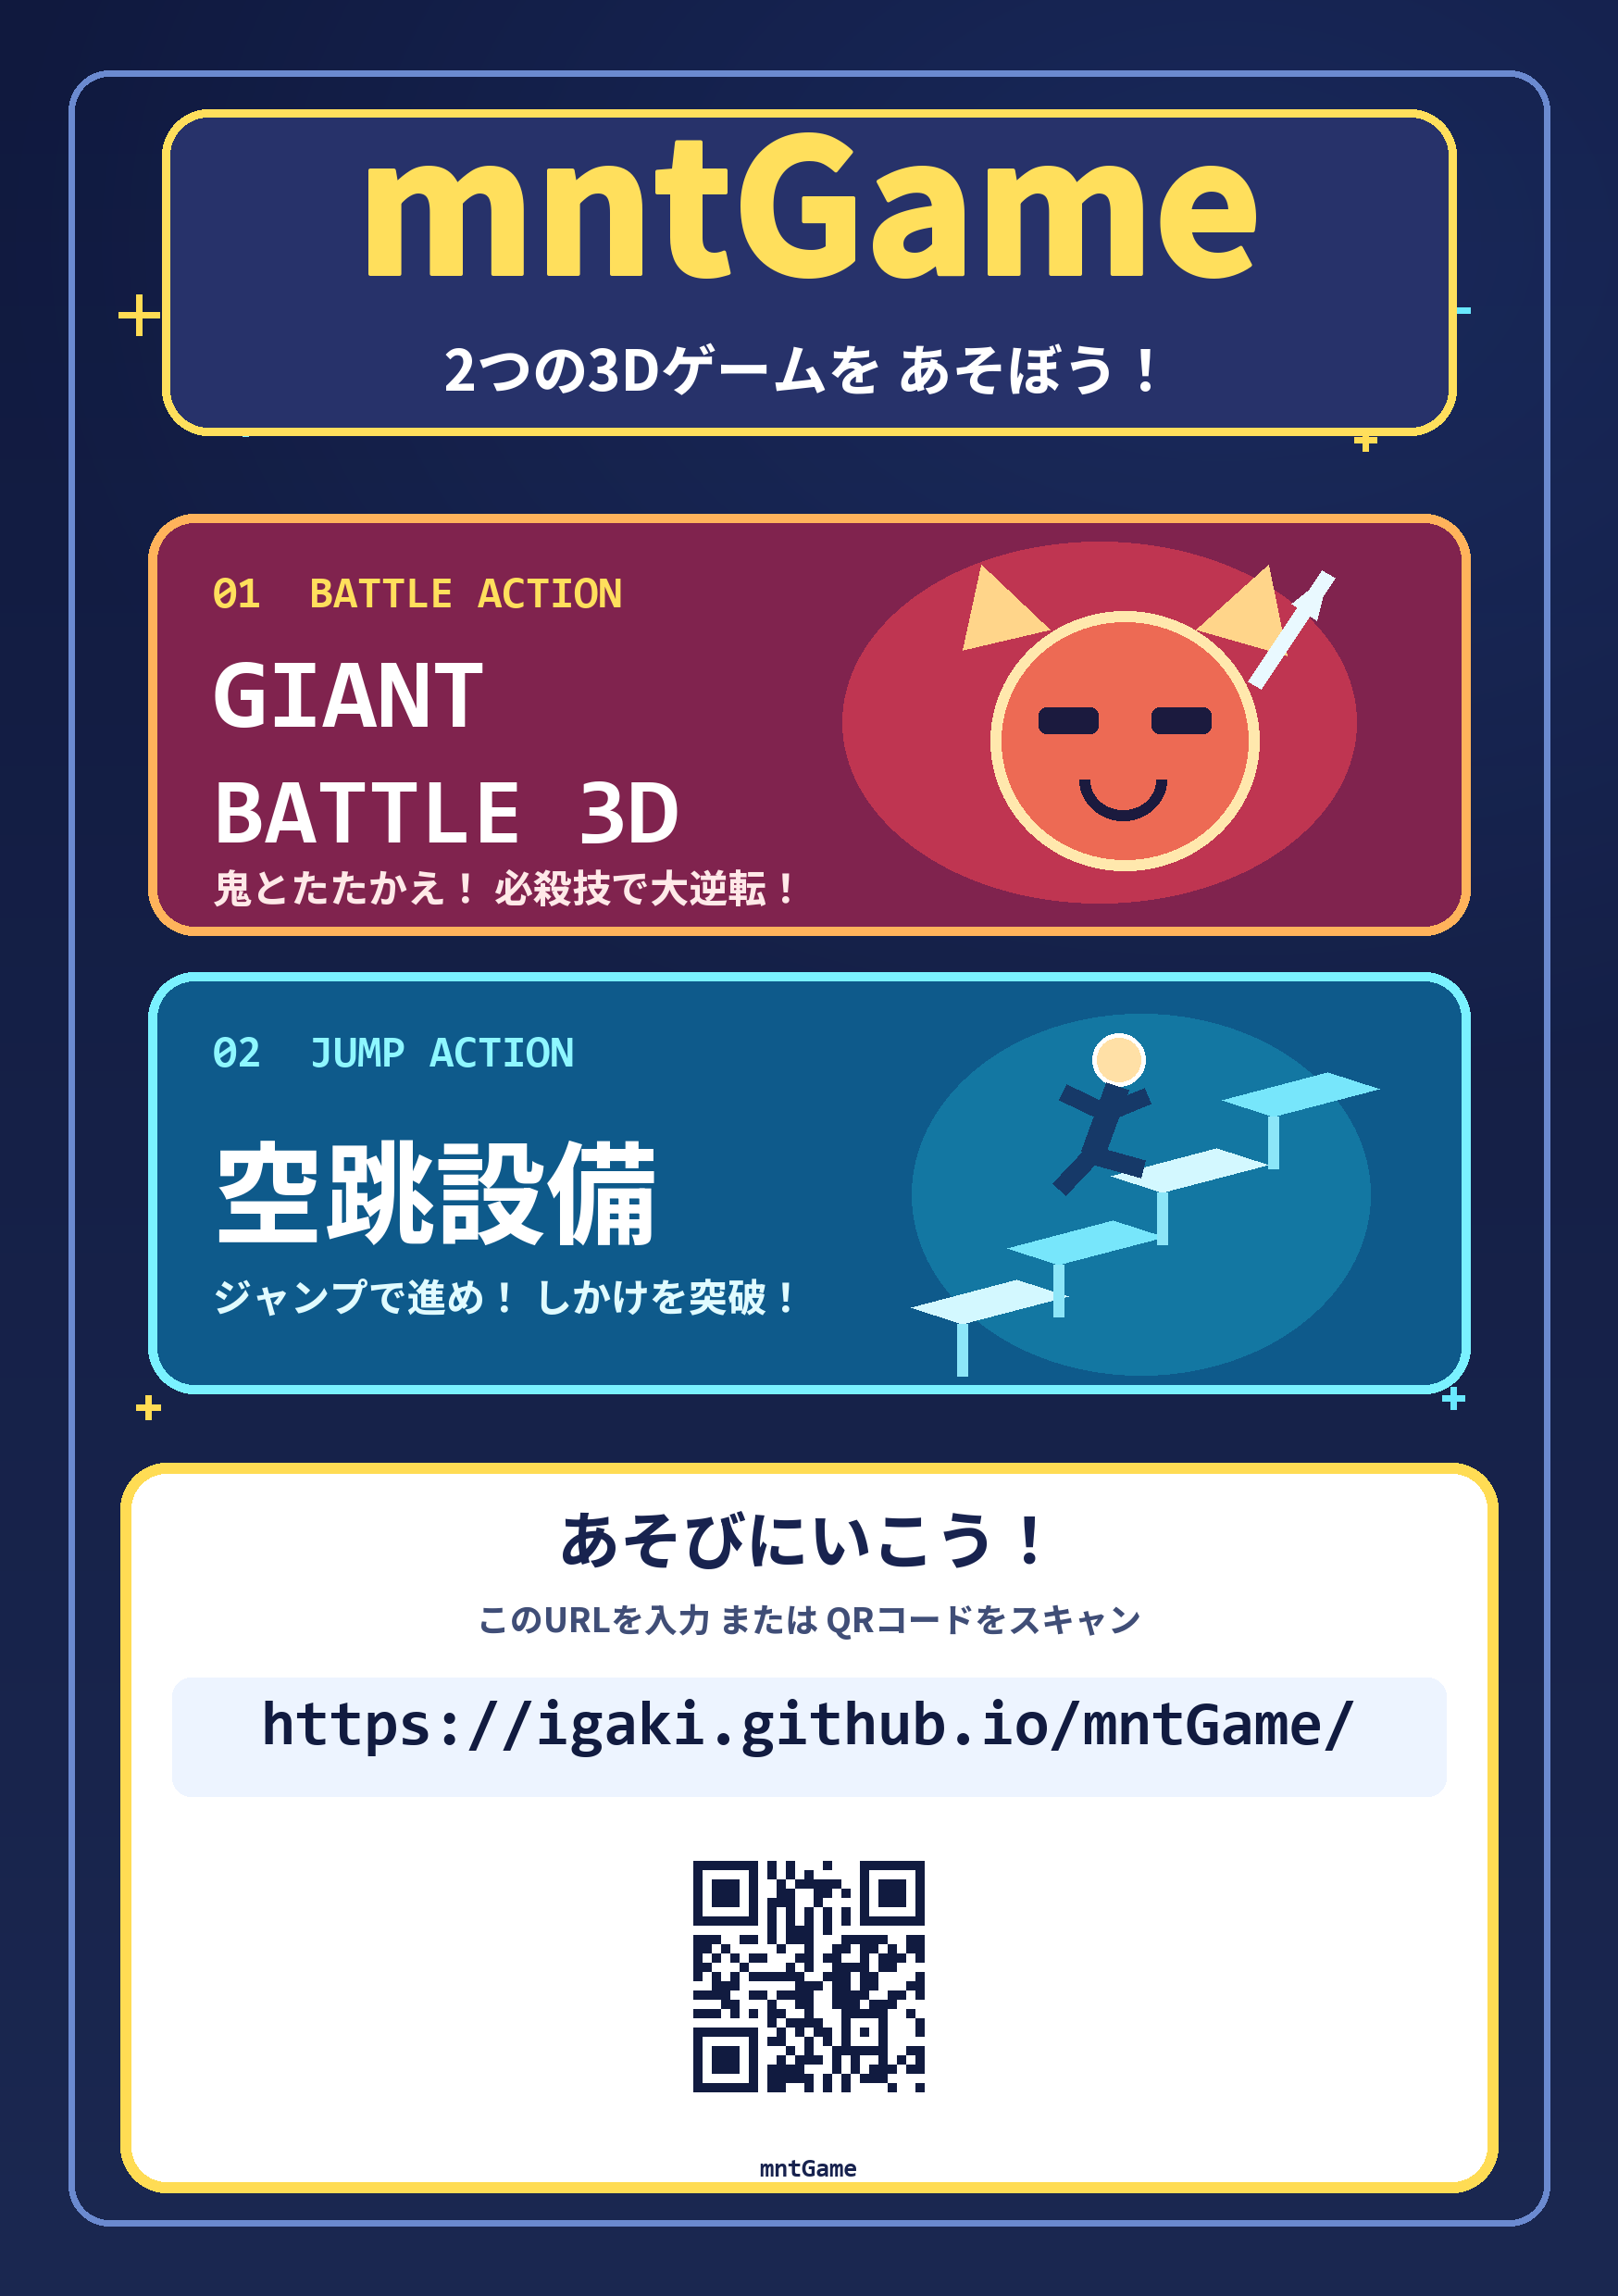 mntGame
2つの3Dゲームを あそぼう！
01 BATTLE ACTION
GIANT
BATTLE 3D
鬼とたたかえ！ 必殺技で大逆転！
02 JUMP ACTION
空跳設備
ジャンプで進め！ しかけを突破！
あそびにいこう！
このURLを入力 または QRコードをスキャン
https://igaki.github.io/mntGame/
mntGame